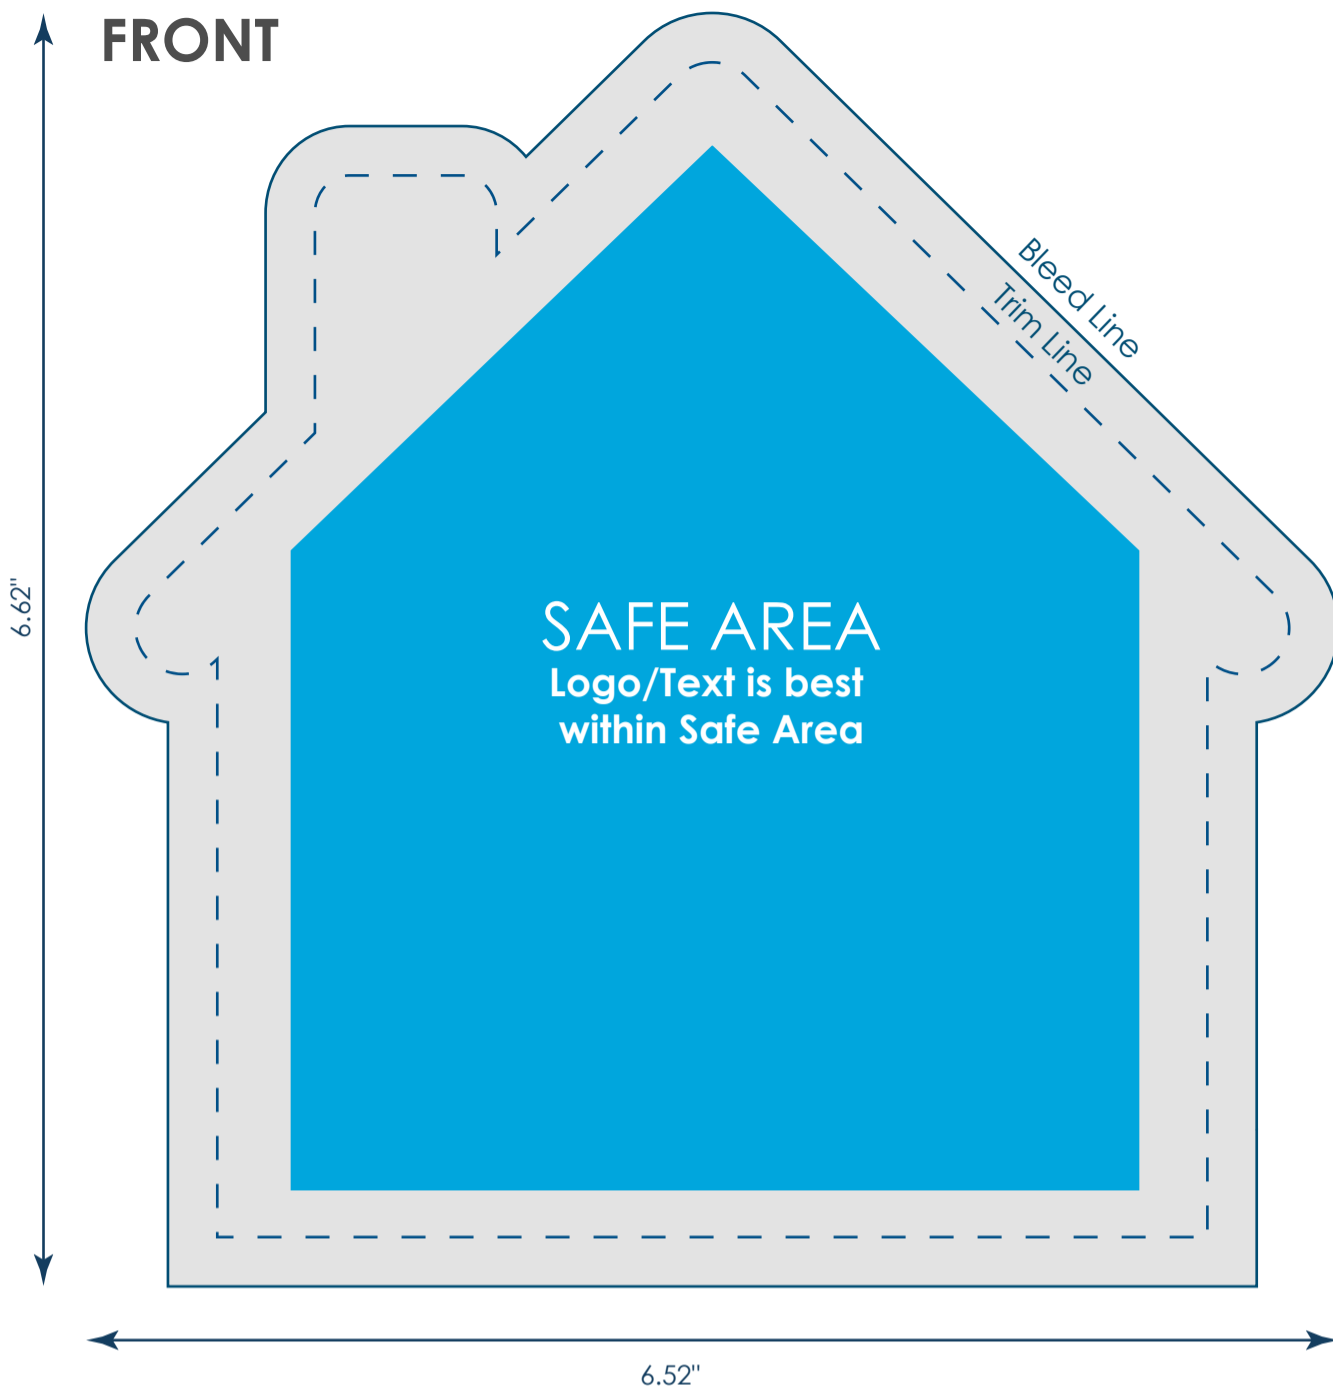 FRONT
Bleed Line
Trim Line
6.62"
SAFE AREA
Logo/Text is best
within Safe Area
6.52"